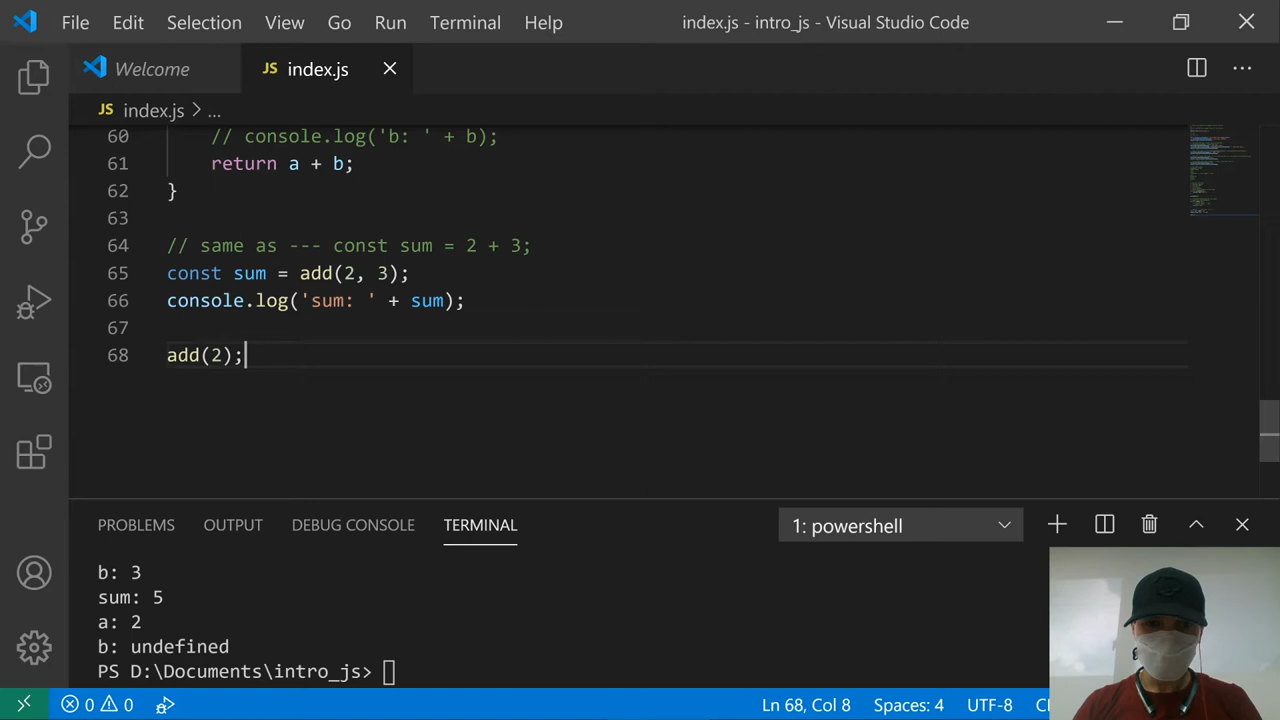 File Edit Selection View Go Run Terminal Help index.js - intro_js - Visual Studio Code
Welcome JS index.js
JS index.js > ...
60 // console.log('b: ' + b);
61 return a + b;
62 }
63
64 // same as --- const sum = 2 + 3;
65 const sum = add(2, 3);
66 console.log('sum: ' + sum);
67
68 add(2);
PROBLEMS OUTPUT DEBUG CONSOLE TERMINAL 1: powershell
b: 3
sum: 5
a: 2
b: undefined
PS D:\Documents\intro_js>
0 0 Ln 68, Col 8 Spaces: 4 UTF-8